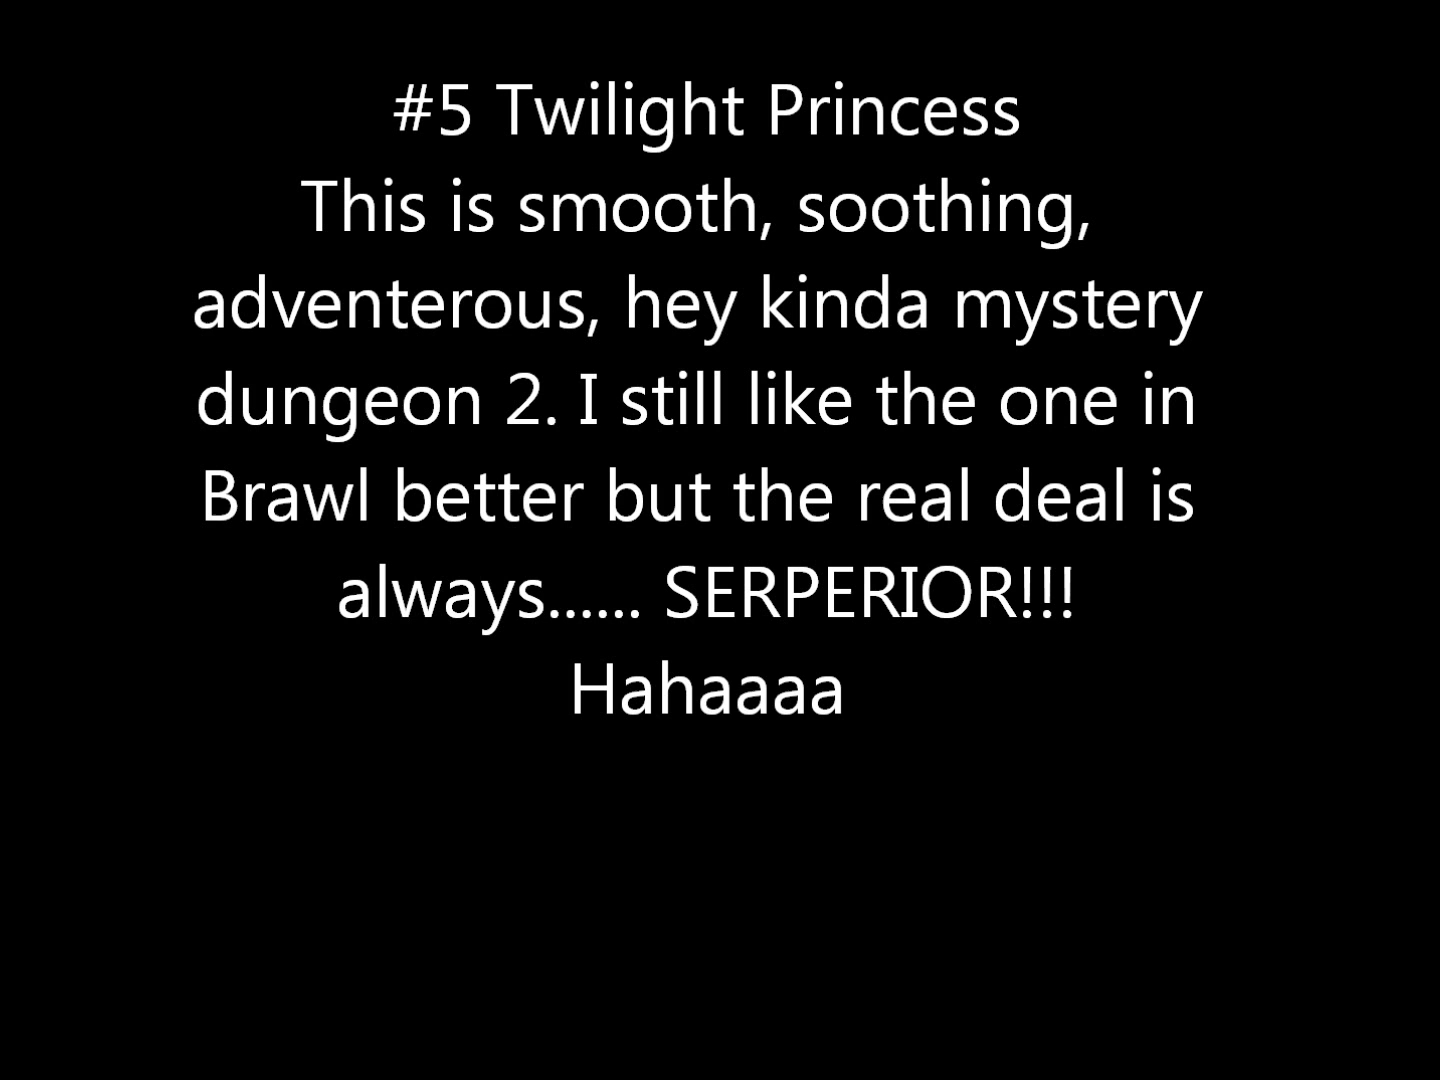 #5 Twilight Princess
This is smooth, soothing,
adventerous, hey kinda mystery
dungeon 2. I still like the one in
Brawl better but the real deal is
always...... SERPERIOR!!!
Hahaaaa